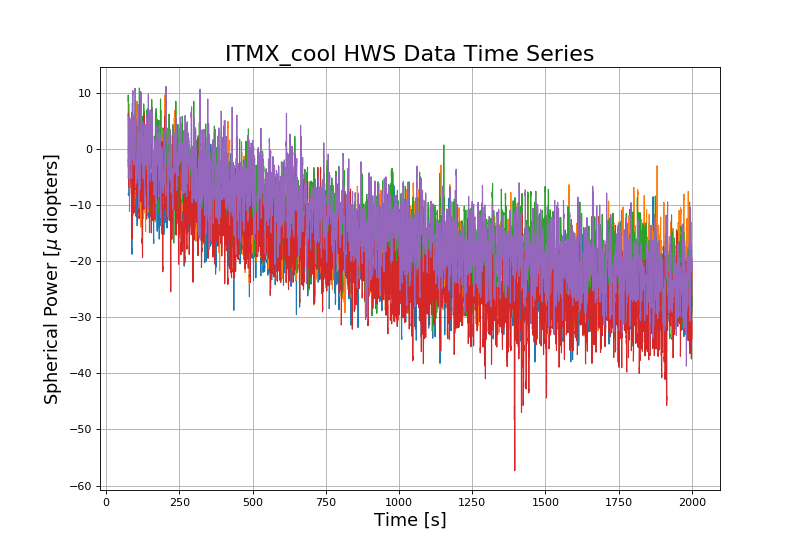 ITMX_cool HWS Data Time Series
Spherical Power [μ diopters]
10
0
−10
−20
−30
−40
−50
−60
0 250 500 750 1000 1250 1500 1750 2000
Time [s]